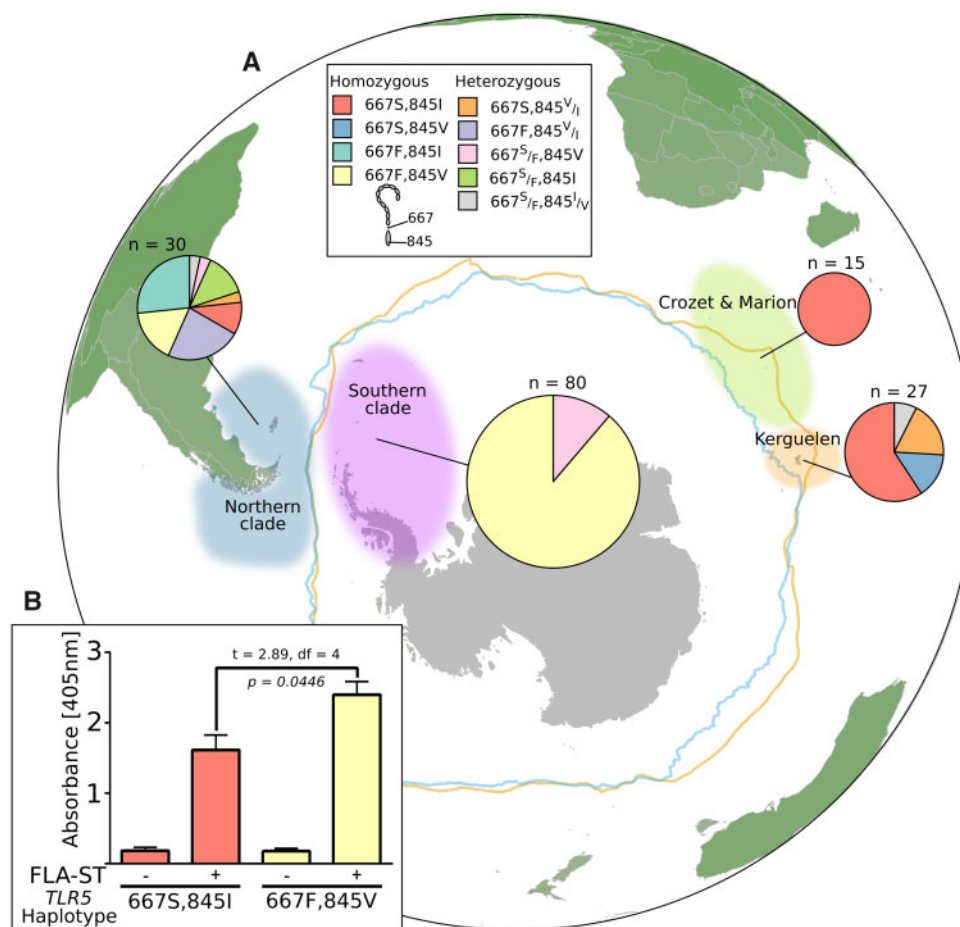 A
Homozygous
667S,845I
667S,845V
667F,845I
667F,845V
667
845
Heterozygous
667S,845V/I
667F,845V/I
667S/F,845V
667S/F,845I
667S/F,845I/V
n = 30
n = 15
Crozet & Marion
Southern
clade
n = 80
n = 27
Kerguelen
Northern
clade
B
3
2
1
Absorbance [405nm]
t = 2.89, df = 4
p = 0.0446
FLA-ST - + - +
TLR5
Haplotype
667S,845I 667F,845V